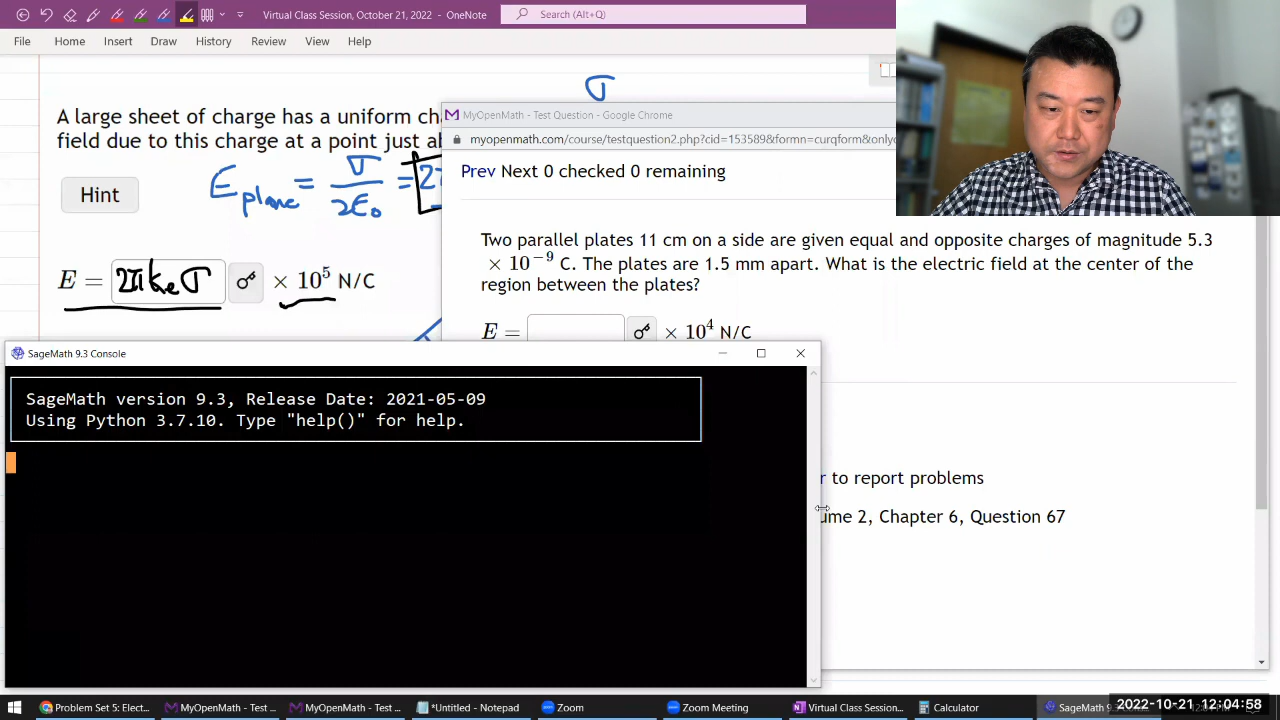 Virtual Class Session, October 21, 2022 - OneNote
Search (Alt+Q)
File Home Insert Draw History Review View Help
σ
A large sheet of charge has a uniform ch
field due to this charge at a point just ab
E plane = σ / 2ε₀ =
Hint
E = 2πkₑσ × 10⁵ N/C
MyOpenMath - Test Question - Google Chrome
myopenmath.com/course/testquestion2.php?cid=153589&formn=curqform&onlyc
Prev Next 0 checked 0 remaining
Two parallel plates 11 cm on a side are given equal and opposite charges of magnitude 5.3
× 10⁻⁹ C. The plates are 1.5 mm apart. What is the electric field at the center of the
region between the plates?
E = × 10⁴ N/C
r to report problems
ume 2, Chapter 6, Question 67
SageMath 9.3 Console
SageMath version 9.3, Release Date: 2021-05-09
Using Python 3.7.10. Type "help()" for help.
Problem Set 5: Elect... MyOpenMath - Test ... MyOpenMath - Test ... *Untitled - Notepad Zoom Zoom Meeting Virtual Class Session... Calculator SageMath 9.3
2022-10-21 12:04:58